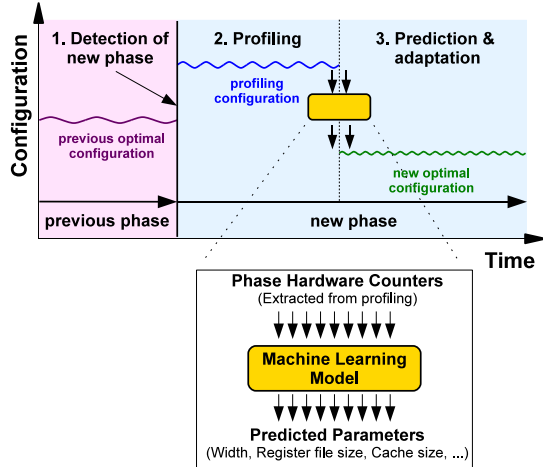 1. Detection of
new phase
2. Profiling
3. Prediction &
adaptation
profiling
configuration
previous optimal
configuration
new optimal
configuration
previous phase
new phase
Configuration
Time
Phase Hardware Counters
(Extracted from profiling)
Machine Learning
Model
Predicted Parameters
(Width, Register file size, Cache size, ...)